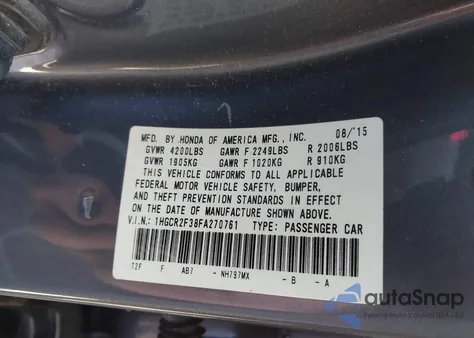 MFD. BY HONDA OF AMERICA MFG., INC. 08/'15
GVWR 4200LBS GAWR F 2249LBS R 2006LBS
GVWR 1905KG GAWR F 1020KG R 910KG
THIS VEHICLE CONFORMS TO ALL APPLICABLE
FEDERAL MOTOR VEHICLE SAFETY, BUMPER,
AND THEFT PREVENTION STANDARDS IN EFFECT
ON THE DATE OF MANUFACTURE SHOWN ABOVE.
V.I.N.: 1HGCR2F38FA270761 TYPE: PASSENGER CAR
T2F F AB7 - NH797MX - B - A
autoSnap